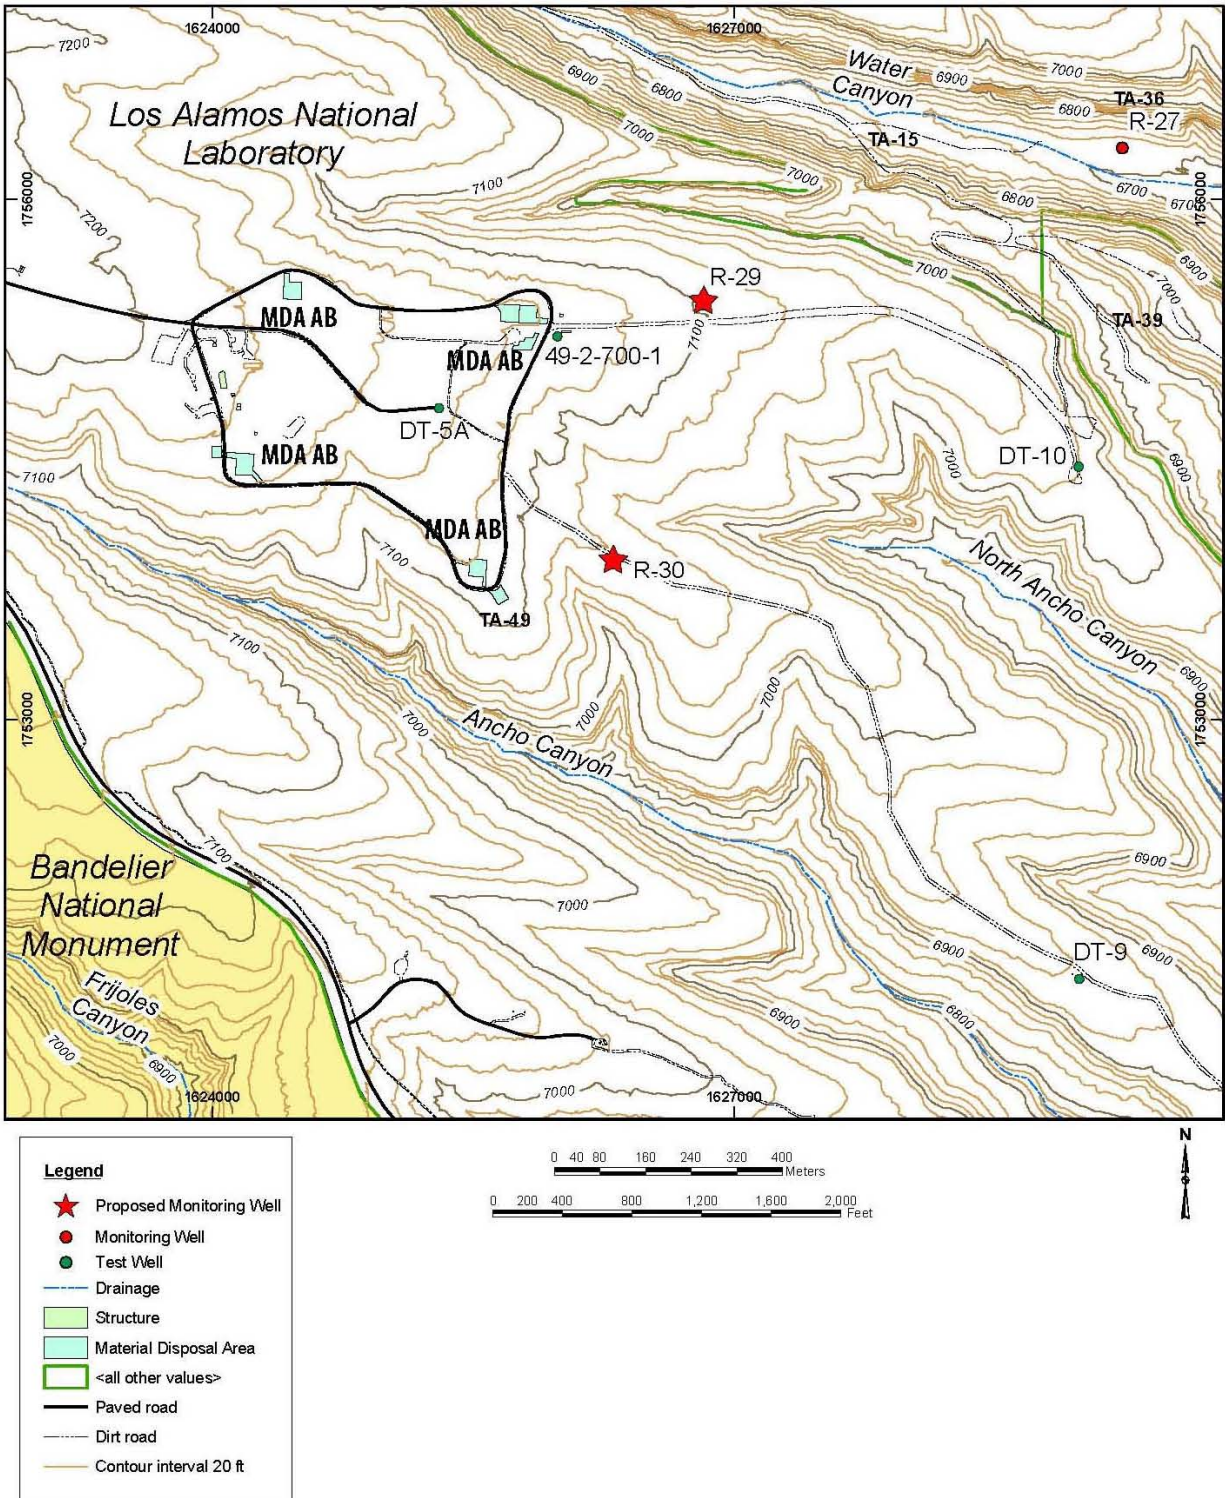 1624000
1627000
7200
Water
Canyon
6900
7000
6900
6800
7000
6800
TA-36
R-27
TA-15
Los Alamos National
Laboratory
7100
7000
6700
6800
6700
1756000
1756000
7200
6900
7000
7000
R-29
7100
TA-39
MDA AB
49-2-700-1
MDA AB
DT-5A
DT-10
7000
6900
MDA AB
7100
MDA AB
7100
North Ancho Canyon
R-30
TA-49
7100
6900
1753000
1753000
7000
7000
7000
Ancho Canyon
7100
6900
Bandelier
National
Monument
7000
6900
DT-9
6900
Frijoles
Canyon
6900
6800
7000
6900
7000
1624000
1627000
N
Legend
Proposed Monitoring Well
Monitoring Well
Test Well
Drainage
Structure
Material Disposal Area
<all other values>
Paved road
Dirt road
Contour interval 20 ft
0 40 80 160 240 320 400
Meters
0 200 400 800 1,200 1,600 2,000
Feet